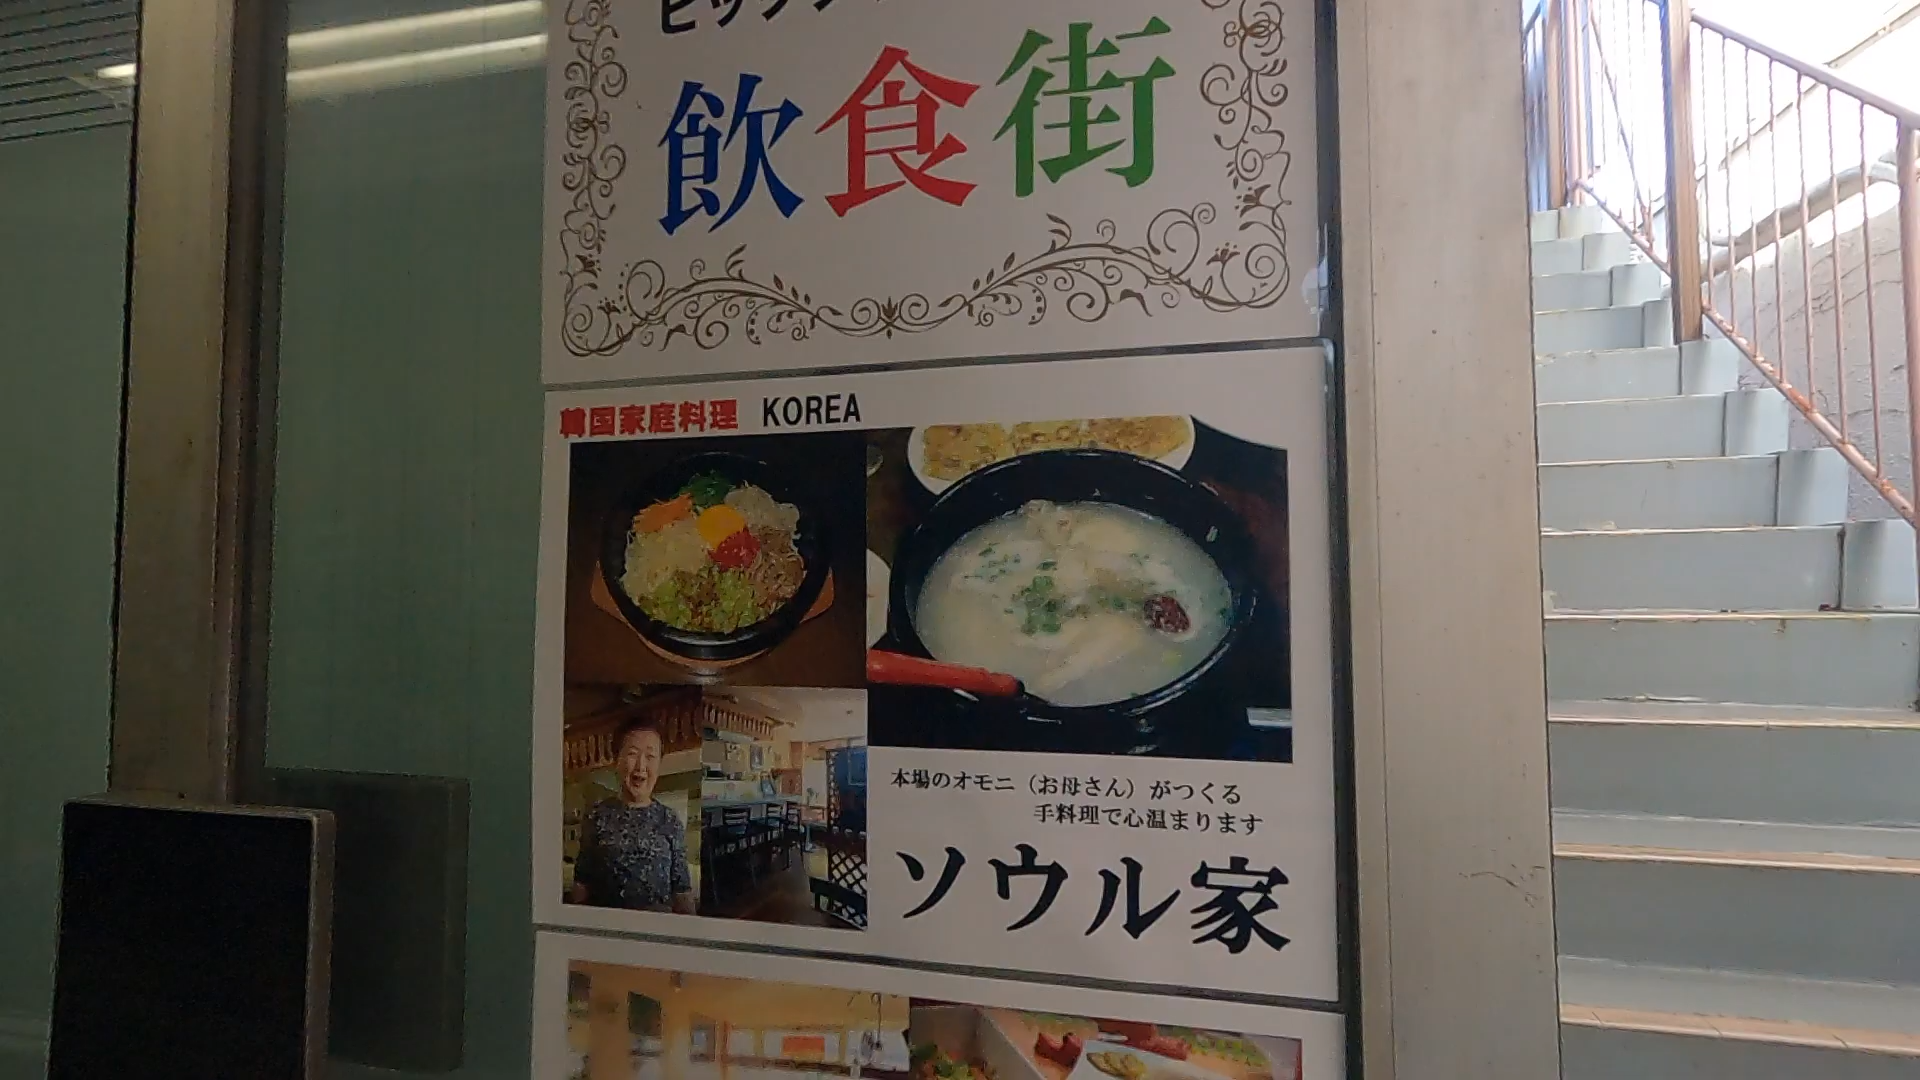 飲食街
韓国家庭料理 KOREA
本場のオモニ（お母さん）がつくる
手料理で心温まります
ソウル家